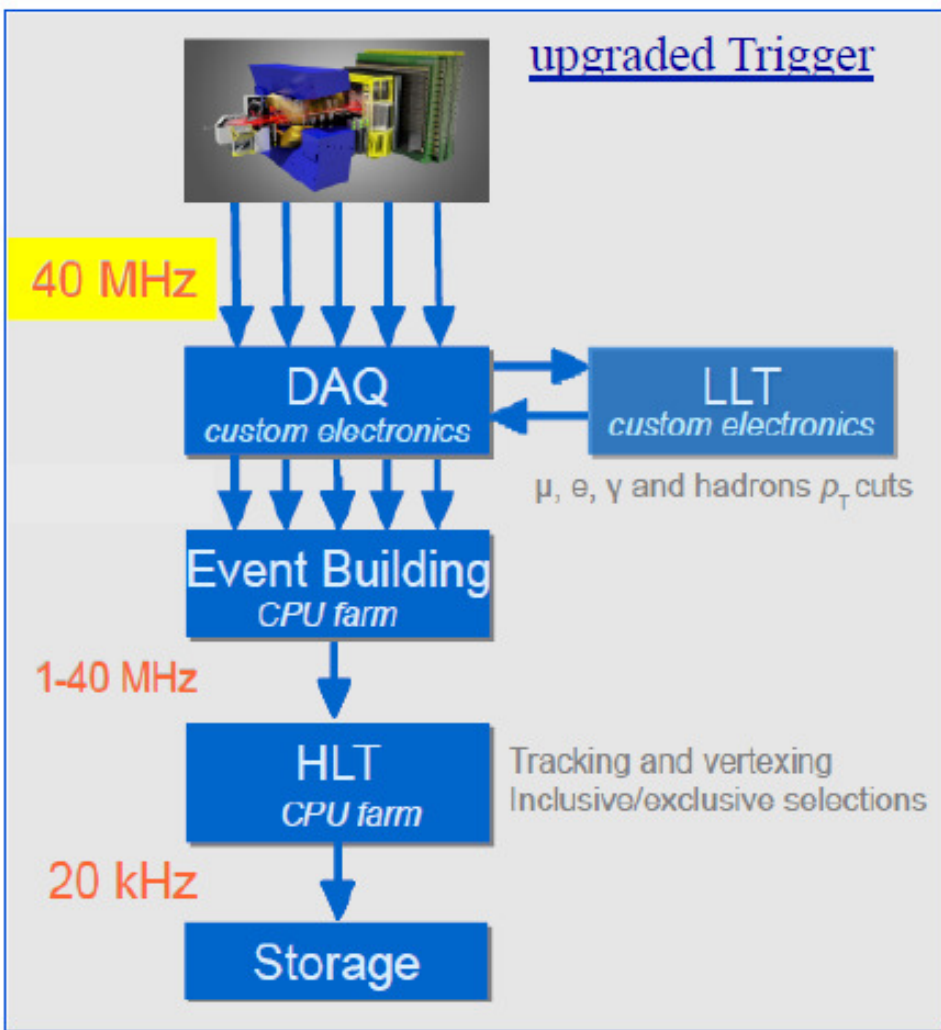 upgraded Trigger
40 MHz
DAQ
custom electronics
LLT
custom electronics
μ, e, γ and hadrons pT cuts
Event Building
CPU farm
1-40 MHz
HLT
CPU farm
Tracking and vertexing
Inclusive/exclusive selections
20 kHz
Storage